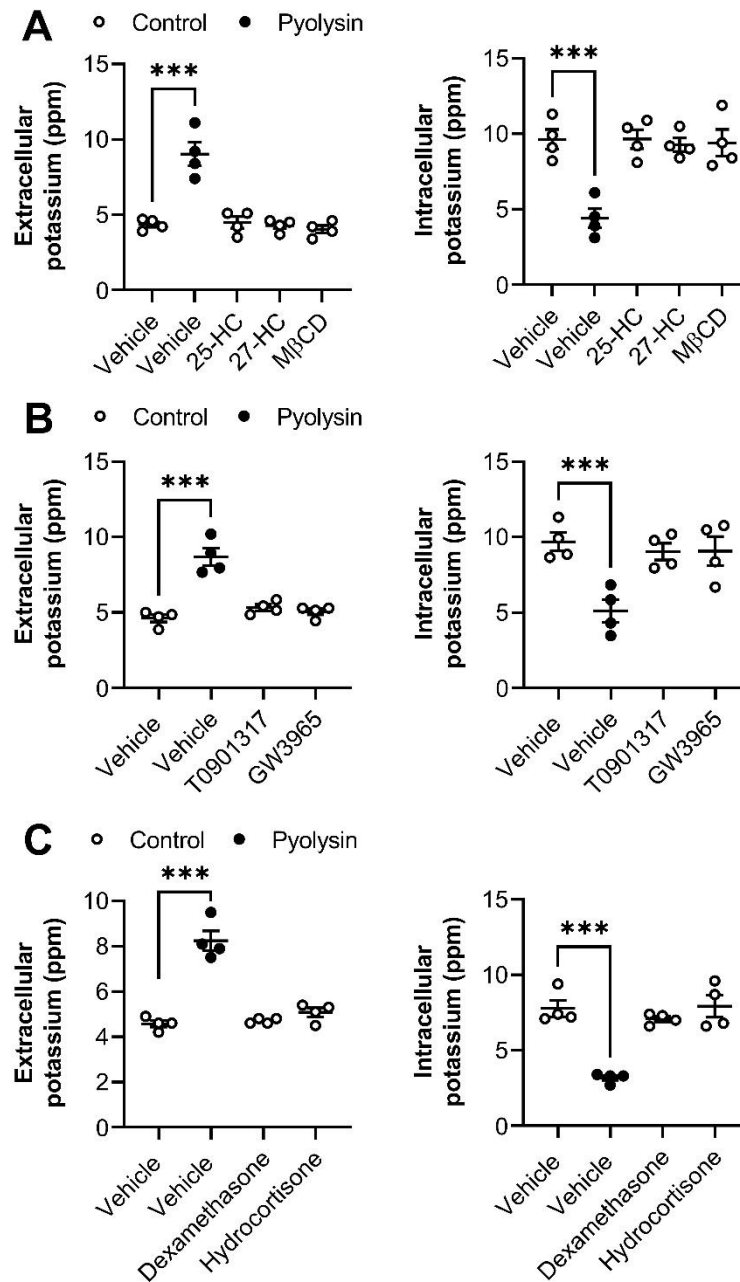 A
Control Pyolysin
Extracellular
potassium (ppm)
15
10
5
0
***
Vehicle
Vehicle
25-HC
27-HC
MβCD
Intracellular
potassium (ppm)
15
10
5
0
***
Vehicle
Vehicle
25-HC
27-HC
MβCD
B
Control Pyolysin
Extracellular
potassium (ppm)
15
10
5
0
***
Vehicle
Vehicle
T0901317
GW3965
Intracellular
potassium (ppm)
15
10
5
0
***
Vehicle
Vehicle
T0901317
GW3965
C
Control Pyolysin
Extracellular
potassium (ppm)
10
8
6
4
2
0
***
Vehicle
Vehicle
Dexamethasone
Hydrocortisone
Intracellular
potassium (ppm)
15
10
5
0
***
Vehicle
Vehicle
Dexamethasone
Hydrocortisone